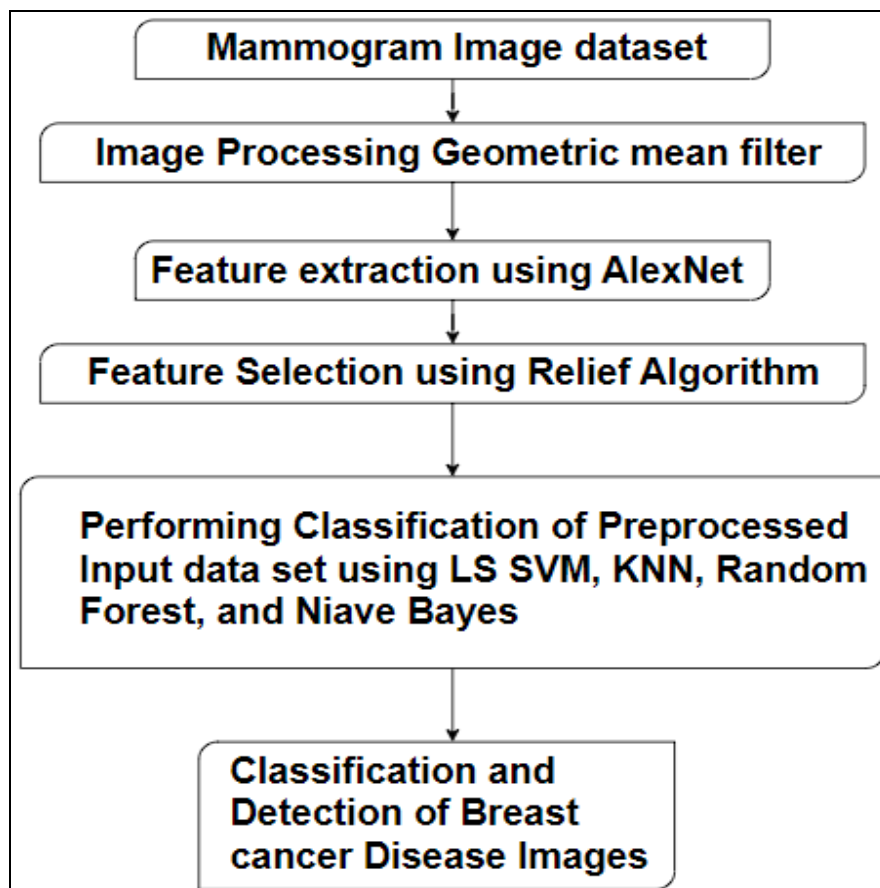 Mammogram Image dataset
Image Processing Geometric mean filter
Feature extraction using AlexNet
Feature Selection using Relief Algorithm
Performing Classification of Preprocessed
Input data set using LS SVM, KNN, Random
Forest, and Niave Bayes
Classification and
Detection of Breast
cancer Disease Images